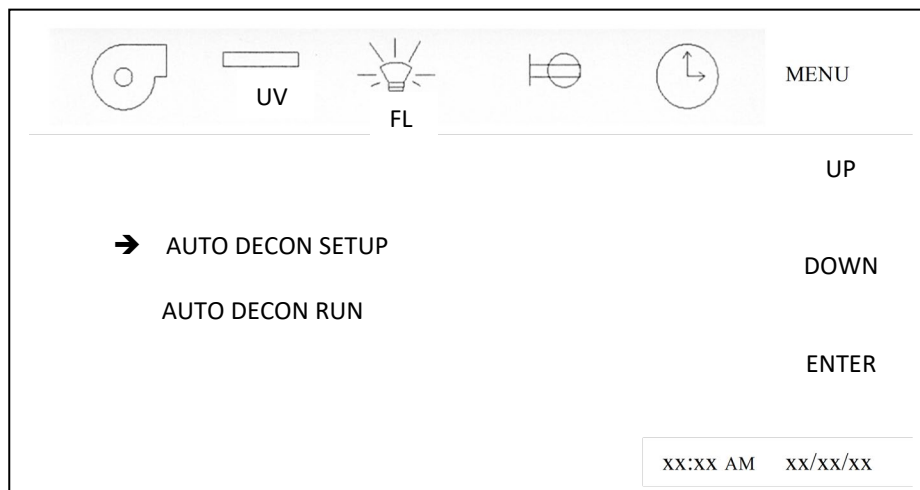 MENU
UV
FL
UP
➔ AUTO DECON SETUP
DOWN
AUTO DECON RUN
ENTER
xx:xx AM xx/xx/xx